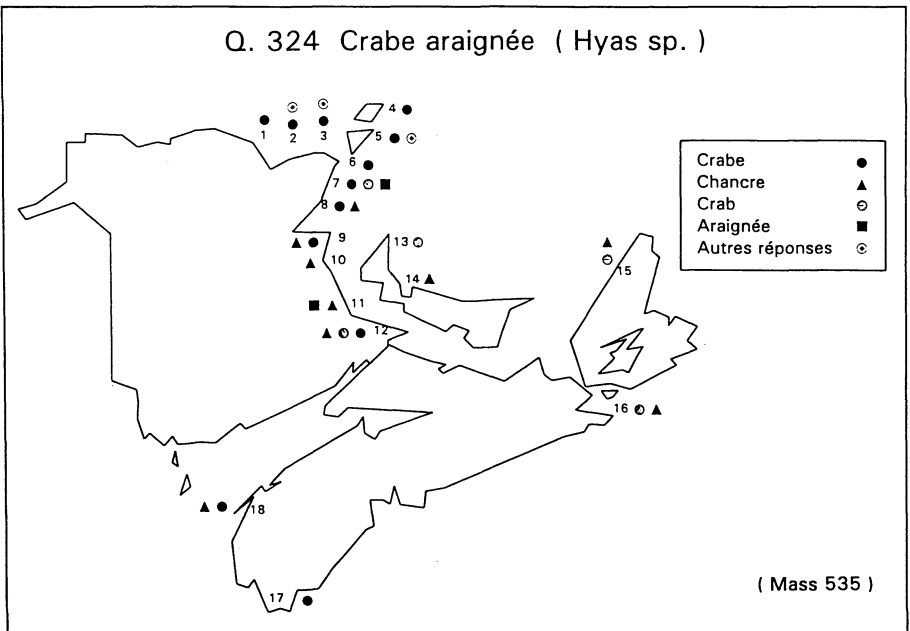 Q. 324 Crabe araignée ( Hyas sp. )
4
1 2 3
5
Crabe
Chancre
Crab
Araignée
Autres réponses
6
7
8
9
10
13
14
15
11
12
16
18
17
( Mass 535 )